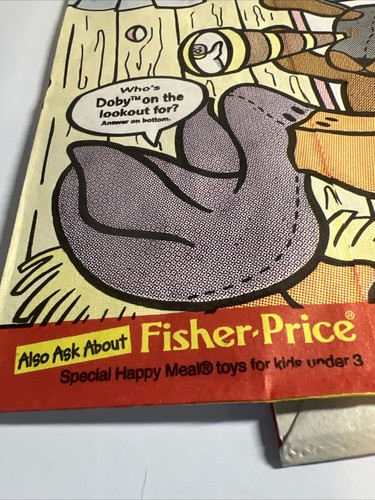 Who's
Doby™ on the
lookout for?
Answer on bottom.
Also Ask About
Fisher-Price®
Special Happy Meal® toys for kids under 3